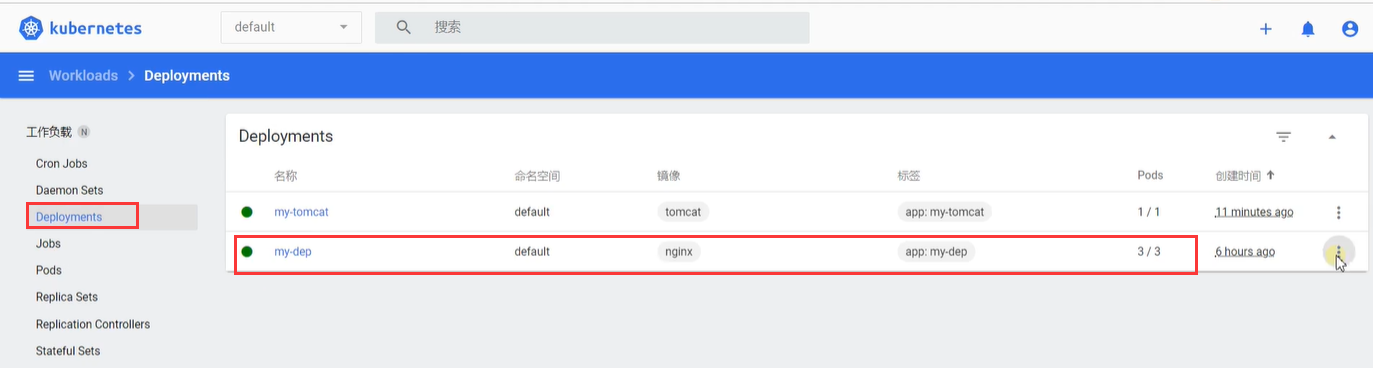 kubernetes default 搜索
Workloads > Deployments
工作负载 N
Cron Jobs
Daemon Sets
Deployments
Jobs
Pods
Replica Sets
Replication Controllers
Stateful Sets
Deployments
名称 命名空间 镜像 标签 Pods 创建时间
my-tomcat default tomcat app: my-tomcat 1 / 1 11 minutes ago
my-dep default nginx app: my-dep 3 / 3 6 hours ago